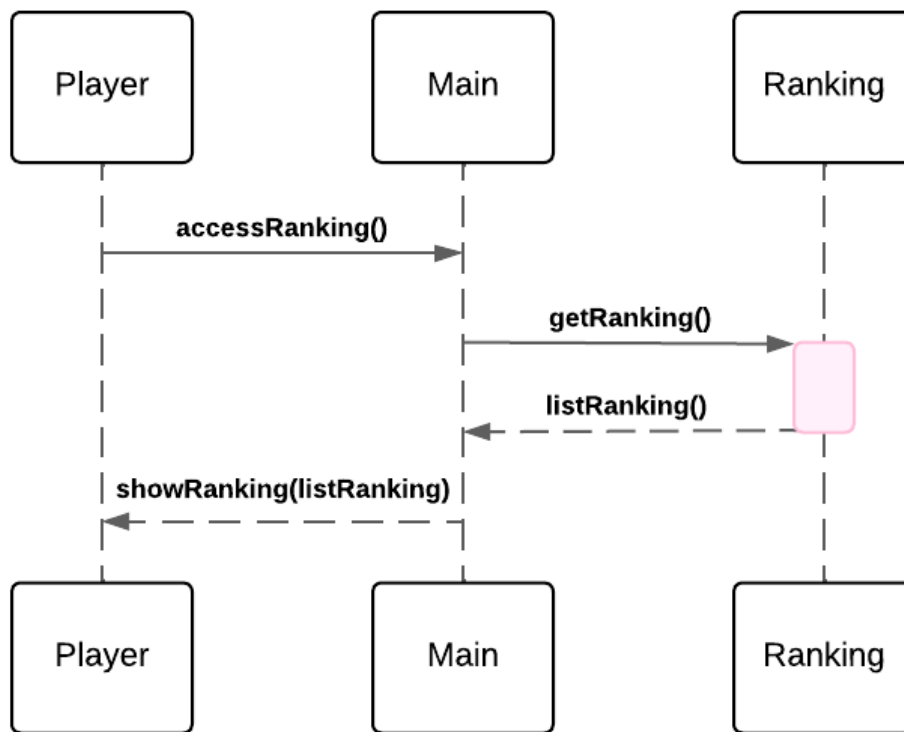 Player
Main
Ranking
accessRanking()
getRanking()
listRanking()
showRanking(listRanking)
Player
Main
Ranking